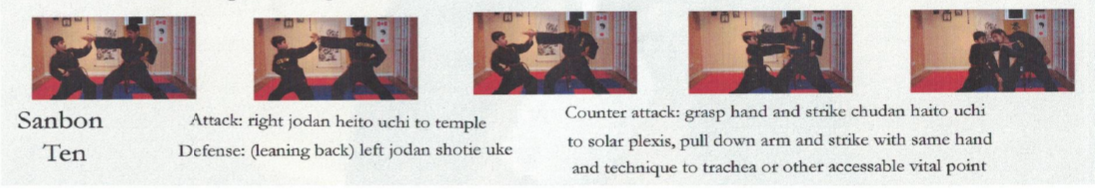 Sanbon
Ten
Attack: right jodan heito uchi to temple
Defense: (leaning back) left jodan shotie uke
Counter attack: grasp hand and strike chudan haito uchi
to solar plexis, pull down arm and strike with same hand
and technique to trachea or other accessable vital point